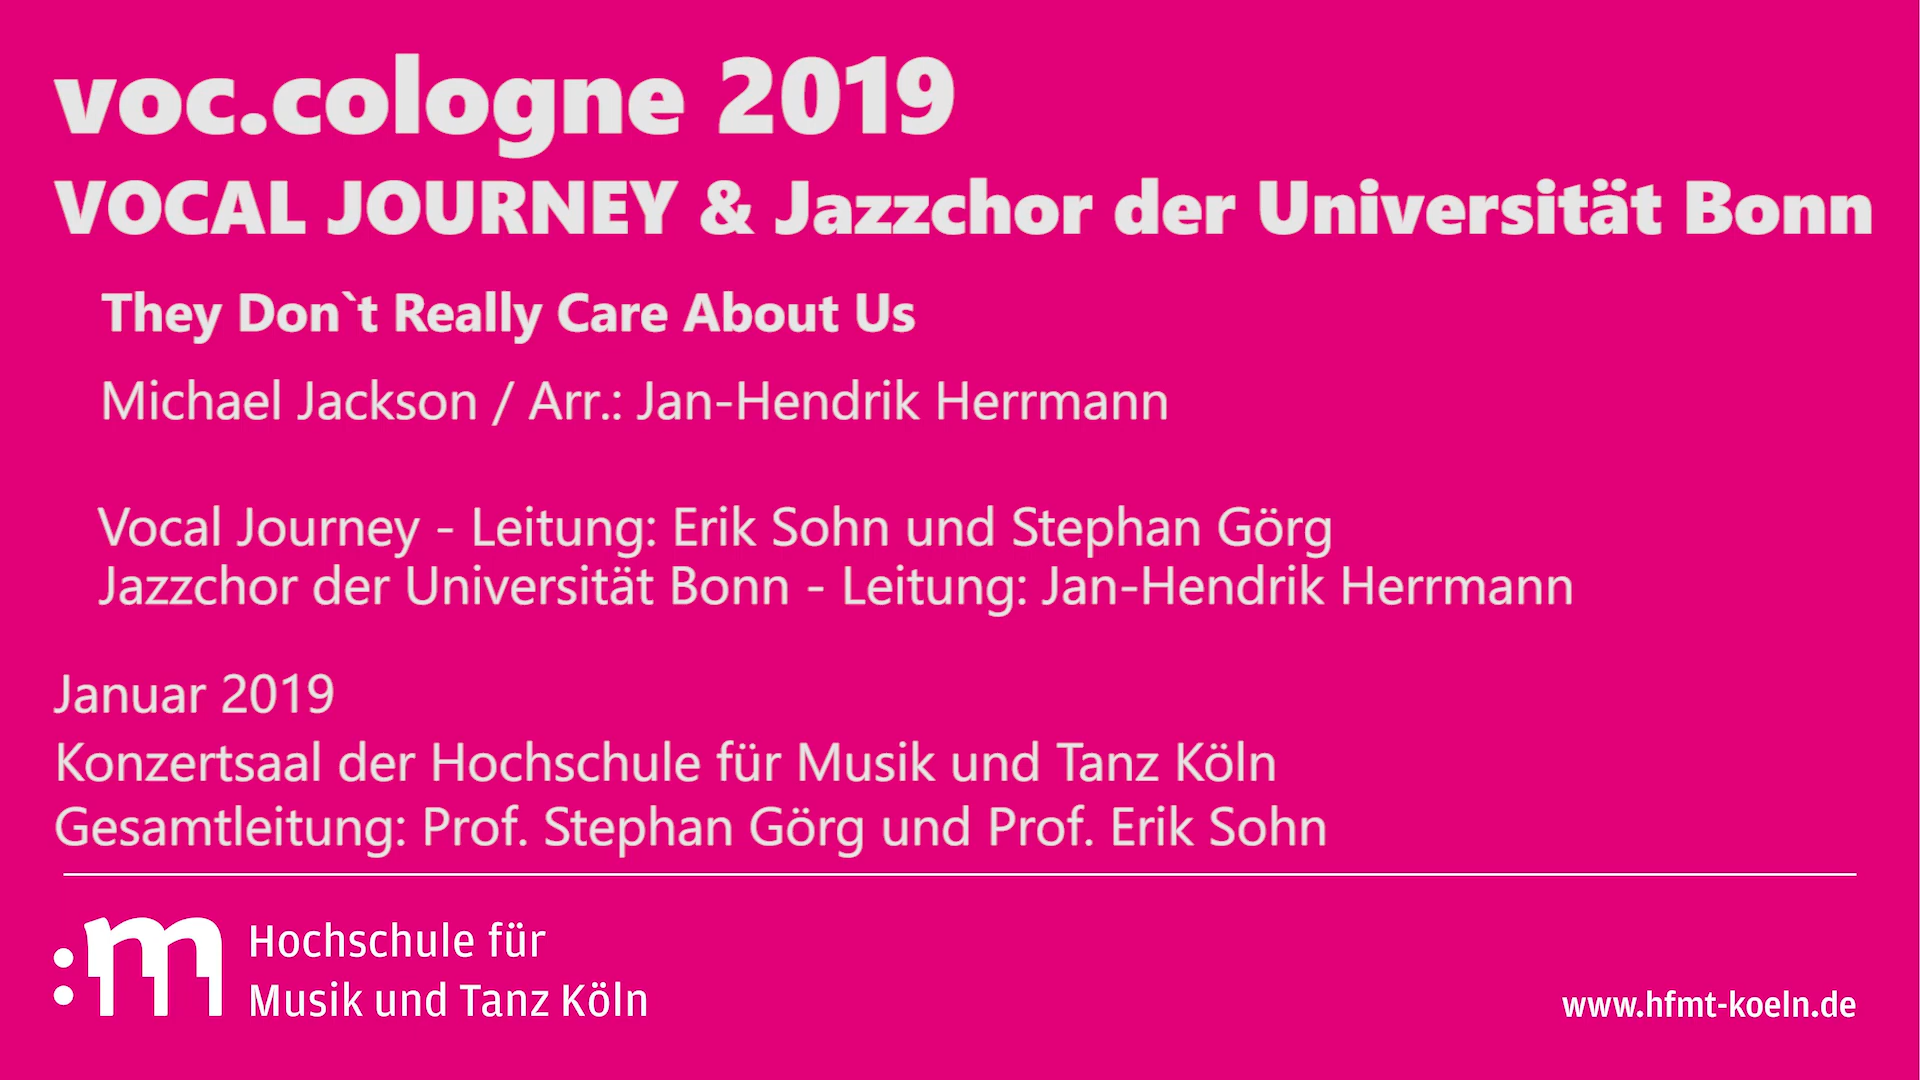 voc.cologne 2019
VOCAL JOURNEY & Jazzchor der Universität Bonn
They Don`t Really Care About Us
Michael Jackson / Arr.: Jan-Hendrik Herrmann
Vocal Journey - Leitung: Erik Sohn und Stephan Görg
Jazzchor der Universität Bonn - Leitung: Jan-Hendrik Herrmann
Januar 2019
Konzertsaal der Hochschule für Musik und Tanz Köln
Gesamtleitung: Prof. Stephan Görg und Prof. Erik Sohn
:m
Hochschule für
Musik und Tanz Köln
www.hfmt-koeln.de